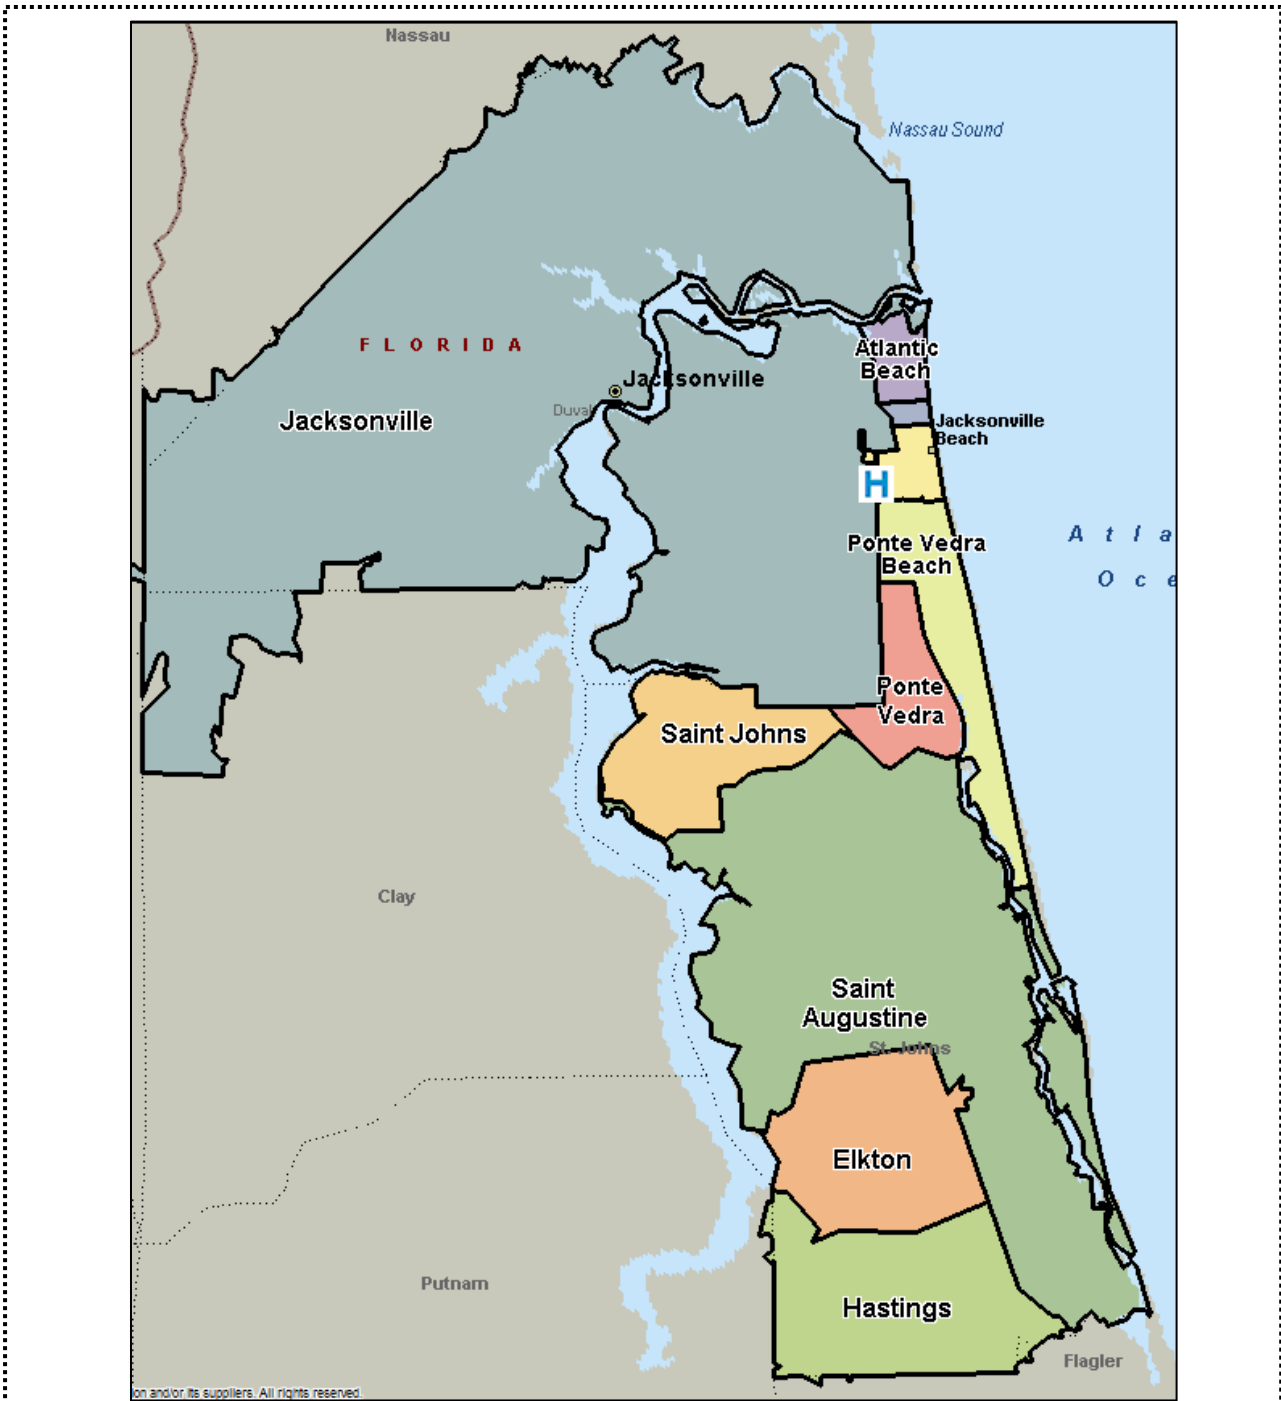 Nassau
Nassau Sound
FLORIDA
Atlantic
Beach
Jacksonville
Duval
Jacksonville
Jacksonville
Beach
H
A t l a
O c e
Ponte Vedra
Beach
Ponte
Vedra
Saint Johns
Clay
Saint
Augustine
St. Johns
Elkton
Putnam
Hastings
Flagler
ion and/or its suppliers. All rights reserved.